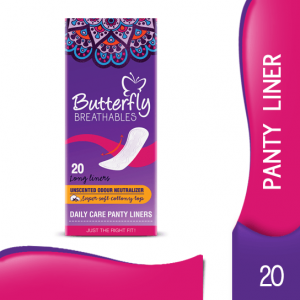 Butterfly
BREATHABLES
20
Long liners
UNSCENTED ODOUR NEUTRALIZER
Super soft cottony top
DAILY CARE PANTY LINERS
JUST THE RIGHT FIT!
PANTY LINER
20